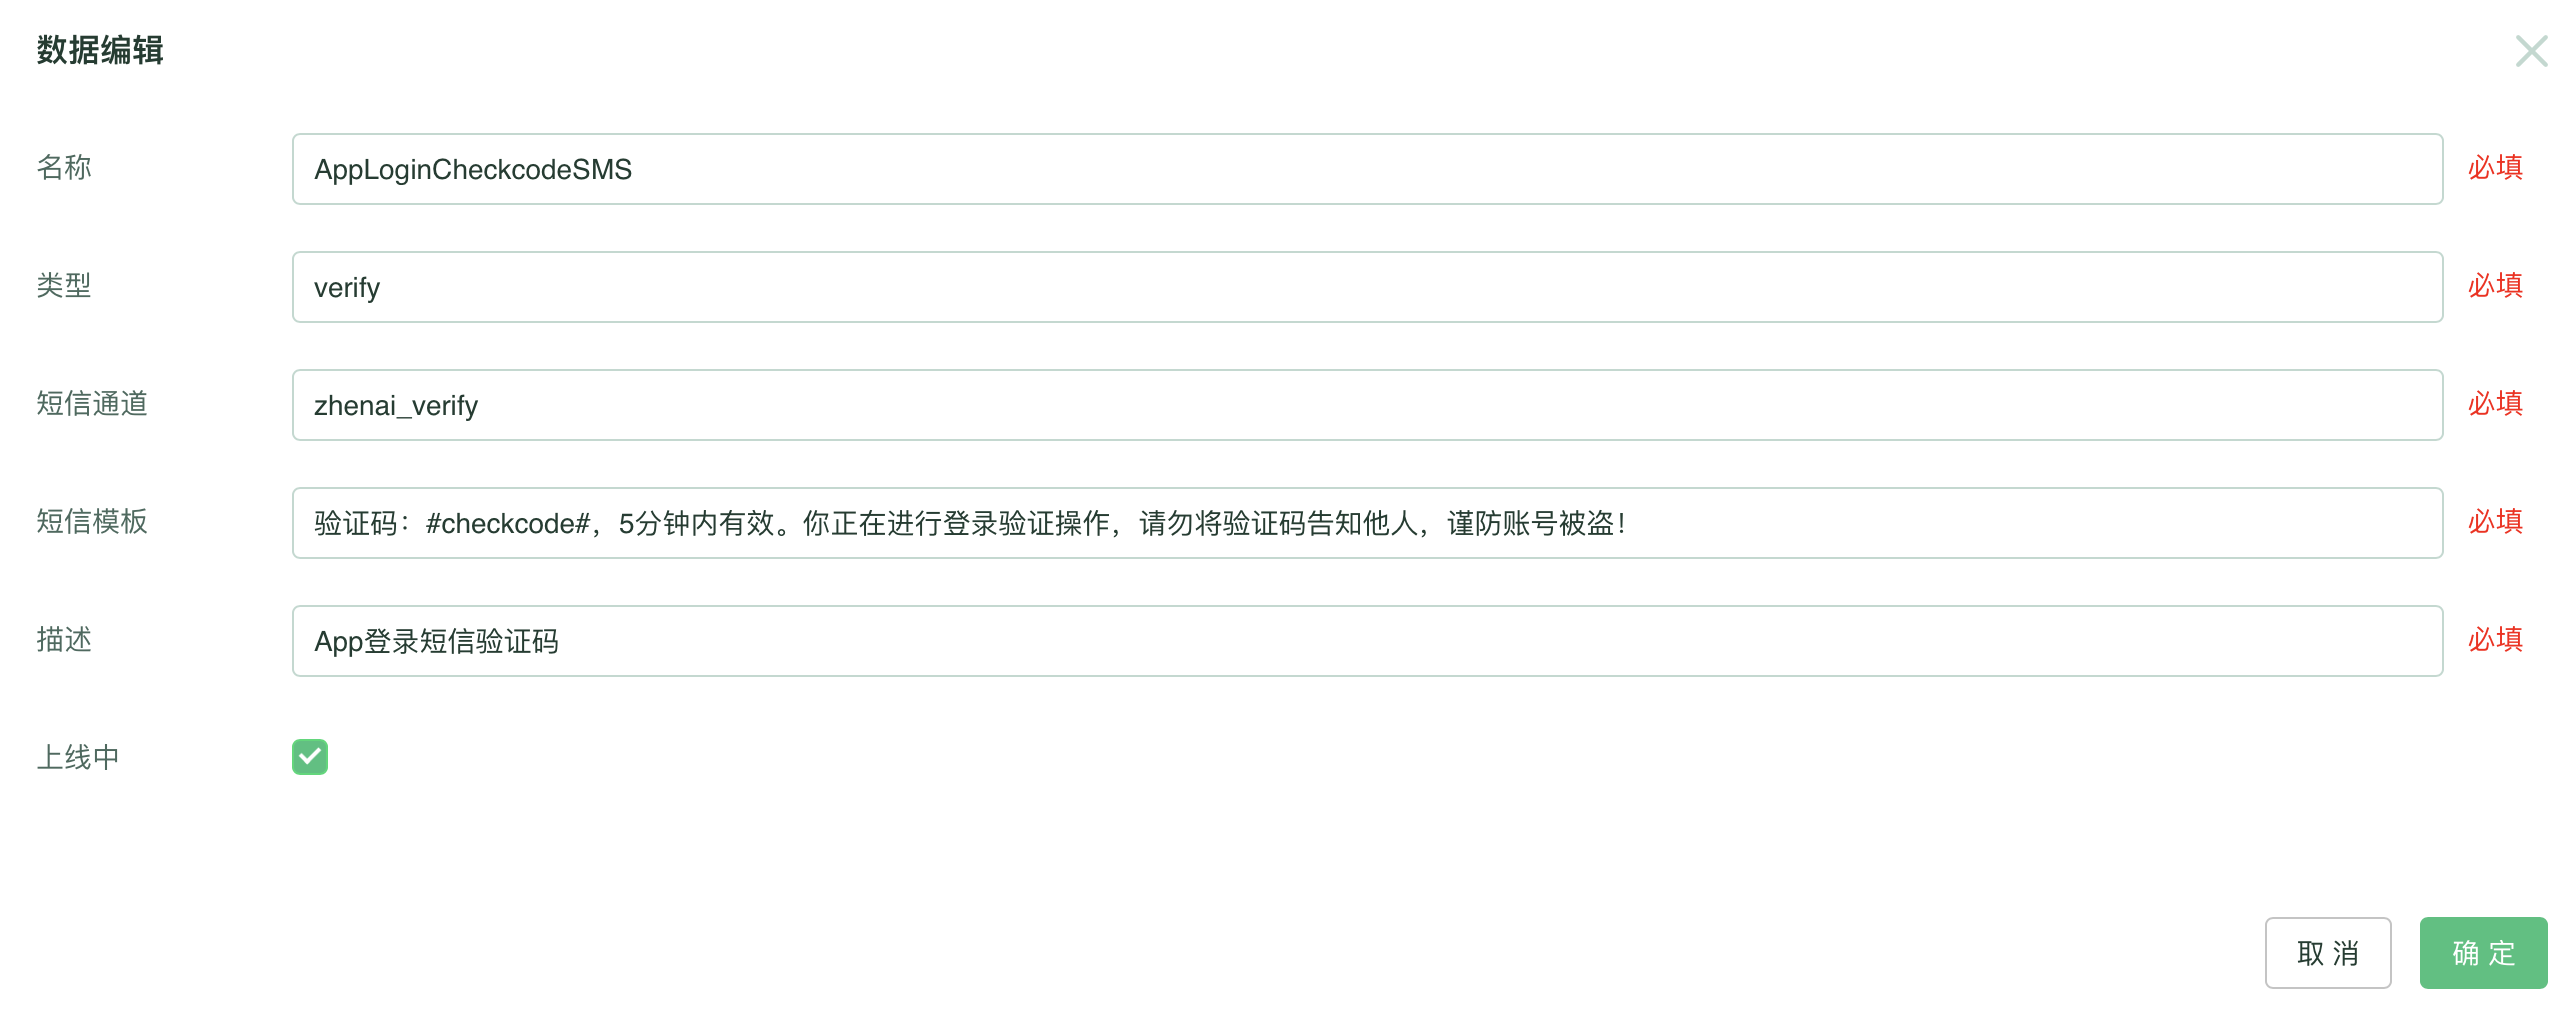 数据编辑
名称 AppLoginCheckcodeSMS 必填
类型 verify 必填
短信通道 zhenai_verify 必填
短信模板 验证码：#checkcode#，5分钟内有效。你正在进行登录验证操作，请勿将验证码告知他人，谨防账号被盗！ 必填
描述 App登录短信验证码 必填
上线中
取 消 确 定